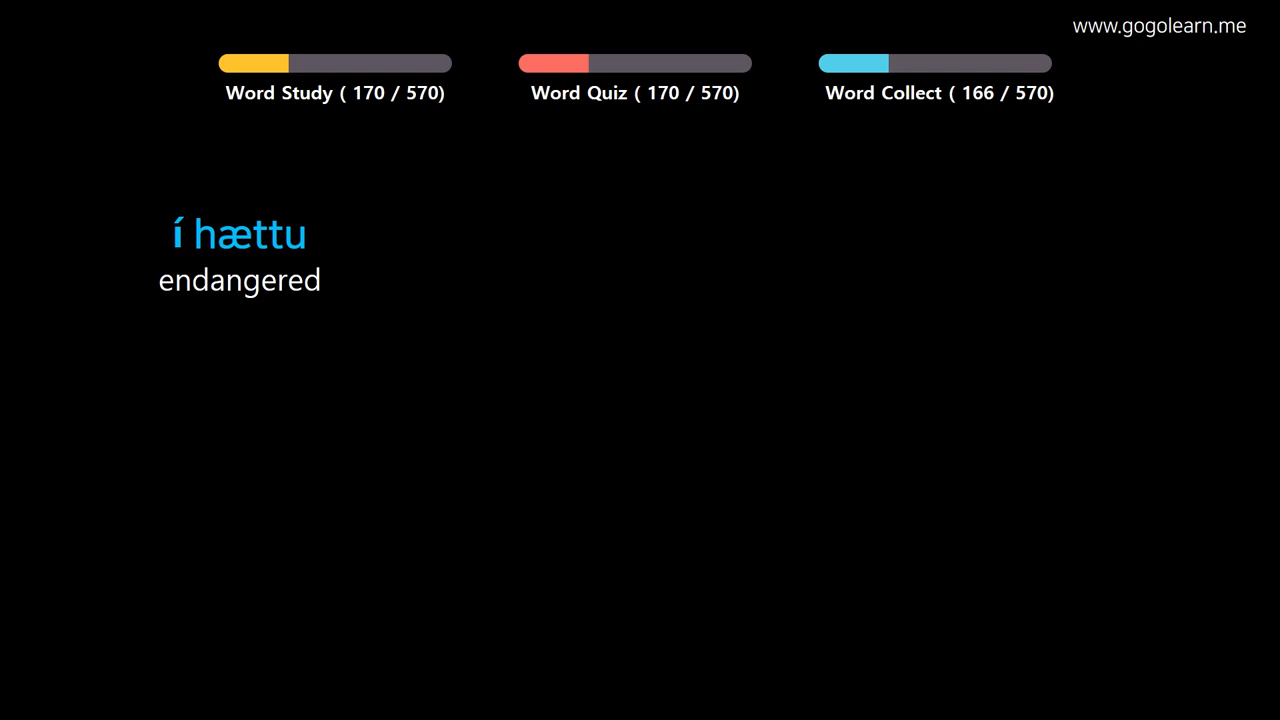 www.gogolearn.me
Word Study ( 170 / 570)
Word Quiz ( 170 / 570)
Word Collect ( 166 / 570)
í hættu
endangered